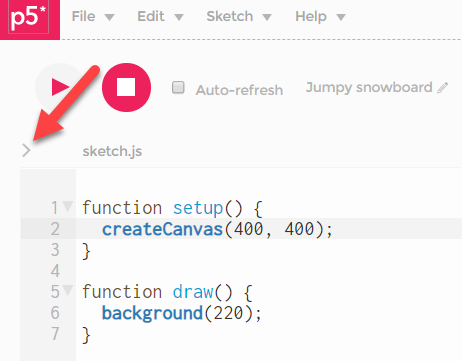 p5* File Edit Sketch Help
Auto-refresh Jumpy snowboard
sketch.js
1 function setup() {
2 createCanvas(400, 400);
3 }
4
5 function draw() {
6 background(220);
7 }